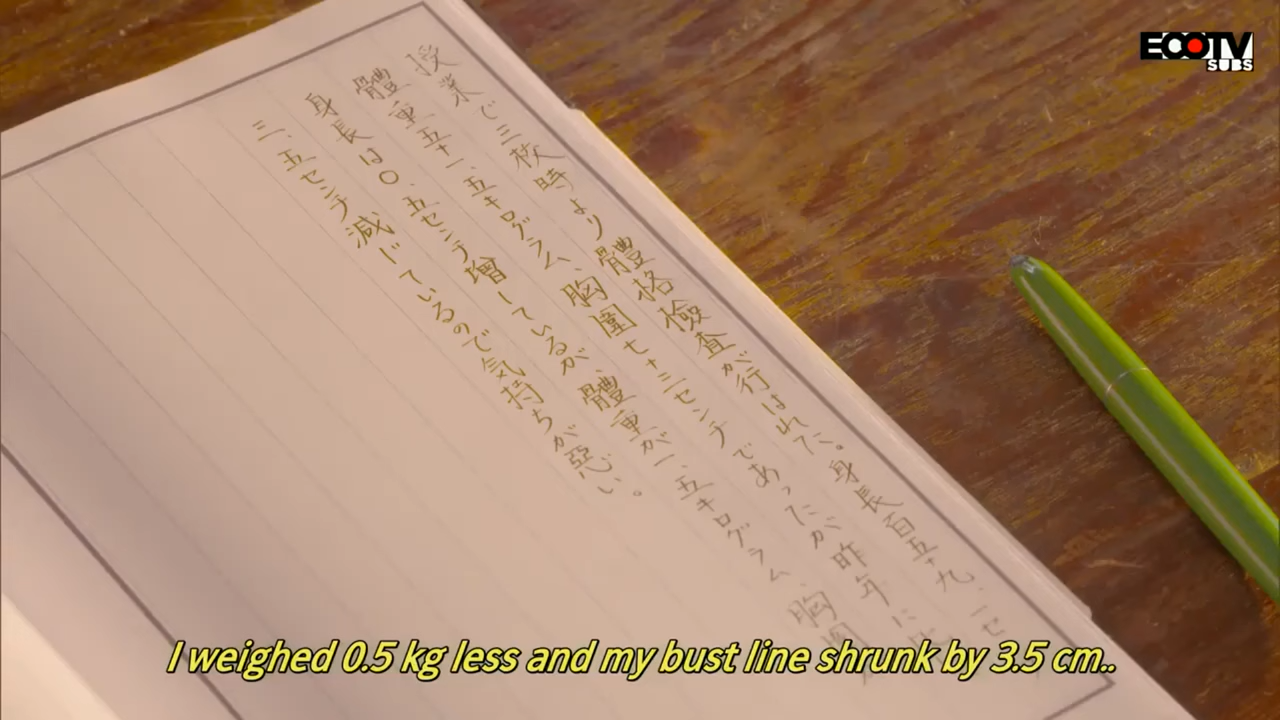 授業で三枚時より體格檢査が行はれた。身長百五十九、一セ
體重五十一、五キログラム、胸圍七十三センチであったが昨年に
身長は〇、五センチ增しているが、體重が一、五キログラム、胸圍
三、五センチ減じているので気持ちが惡い。
ECOTV
SUBS
I weighed 0.5 kg less and my bust line shrunk by 3.5 cm..